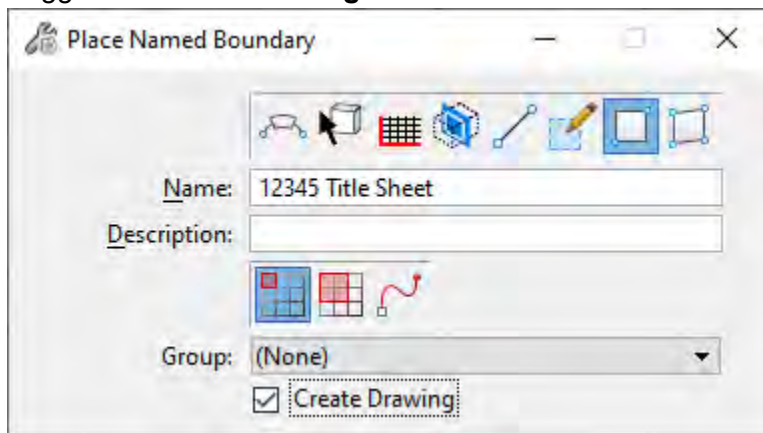 Place Named Boundary
Name: 12345 Title Sheet
Description:
Group: (None)
Create Drawing